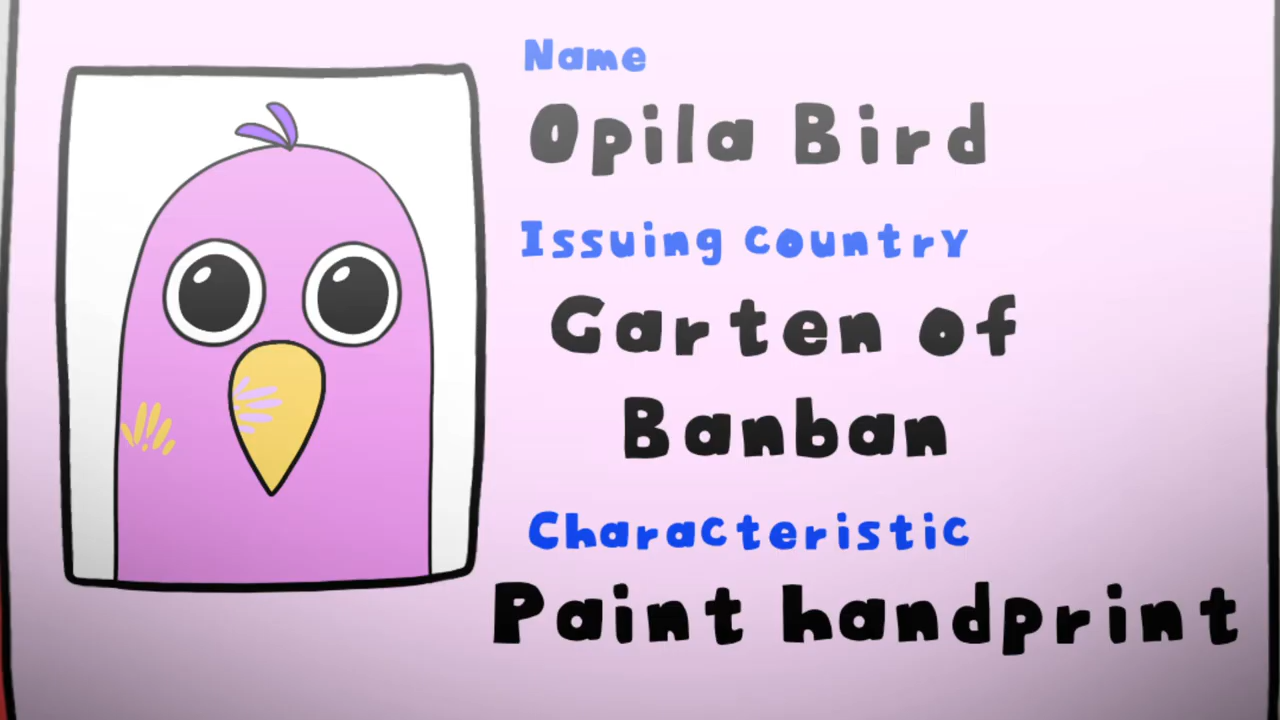 Name
Opila Bird
Issuing country
Garten of
Banban
Characteristic
Paint handprint